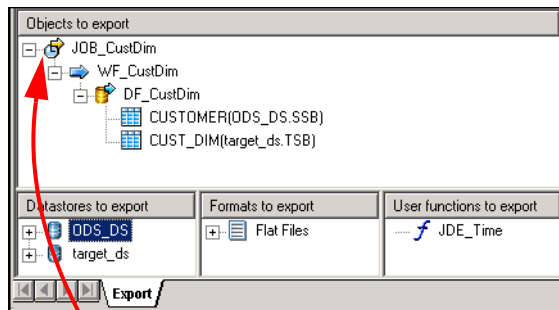 Objects to export
JOB_CustDim
WF_CustDim
DF_CustDim
CUSTOMER(ODS_DS.SSB)
CUST_DIM(target_ds.TSB)
Datastores to export
ODS_DS
target_ds
Formats to export
Flat Files
User functions to export
JDE_Time
Export